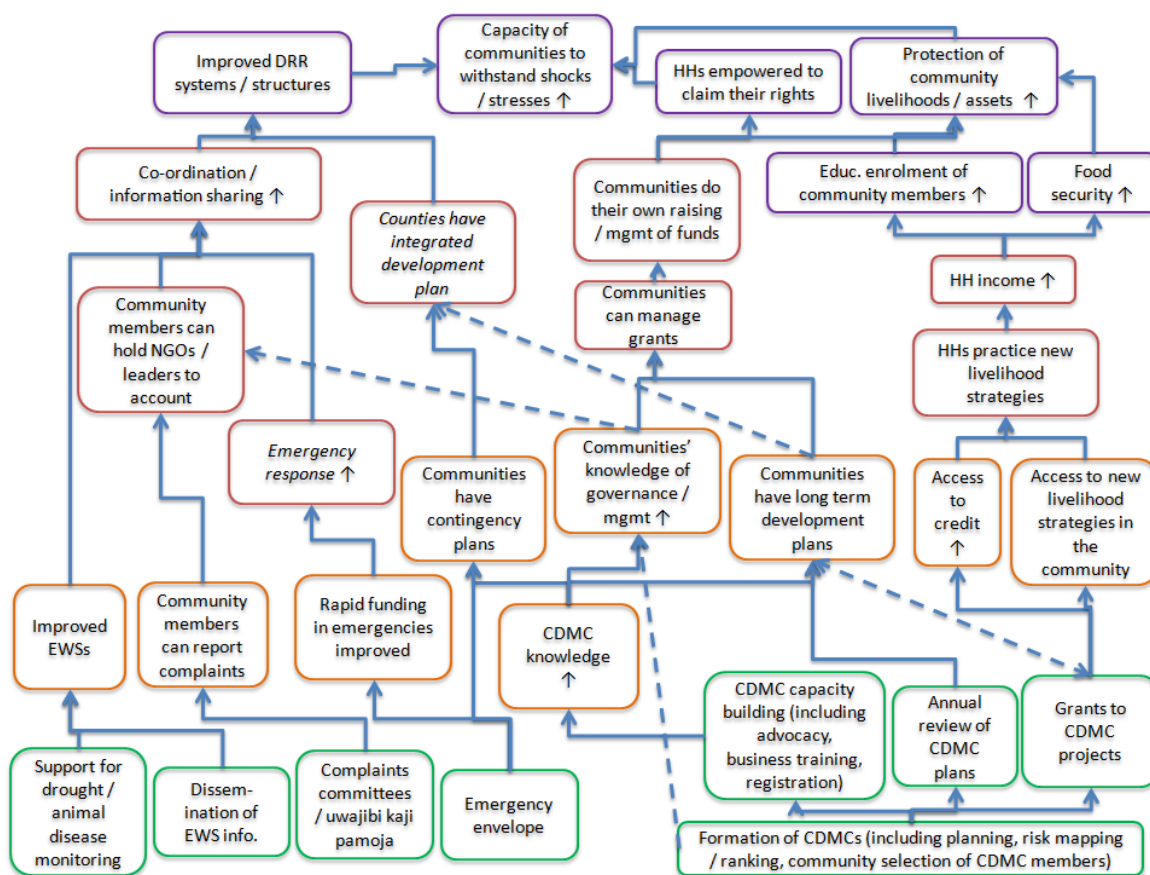 Improved DRR
systems / structures
Capacity of
communities to
withstand shocks
/ stresses ↑
HHs empowered to
claim their rights
Protection of
community
livelihoods / assets ↑
Co-ordination /
information sharing ↑
Counties have
integrated
development
plan
Communities do
their own raising
/ mgmt of funds
Educ. enrolment of
community members ↑
Food
security ↑
Community
members can
hold NGOs /
leaders to
account
Communities
can manage
grants
HH income ↑
HHs practice new
livelihood
strategies
Emergency
response ↑
Communities
have
contingency
plans
Communities'
knowledge of
governance /
mgmt ↑
Communities
have long term
development
plans
Access
to
credit
↑
Access to new
livelihood
strategies in
the
community
Improved
EWSs
Community
members
can report
complaints
Rapid funding
in emergencies
improved
CDMC
knowledge
↑
CDMC capacity
building (including
advocacy,
business training,
registration)
Annual
review of
CDMC
plans
Grants to
CDMC
projects
Support for
drought /
animal
disease
monitoring
Dissem-
ination of
EWS info.
Complaints
committees
/ uwajibi kaji
pamoja
Emergency
envelope
Formation of CDMCs (including planning, risk mapping
/ ranking, community selection of CDMC members)